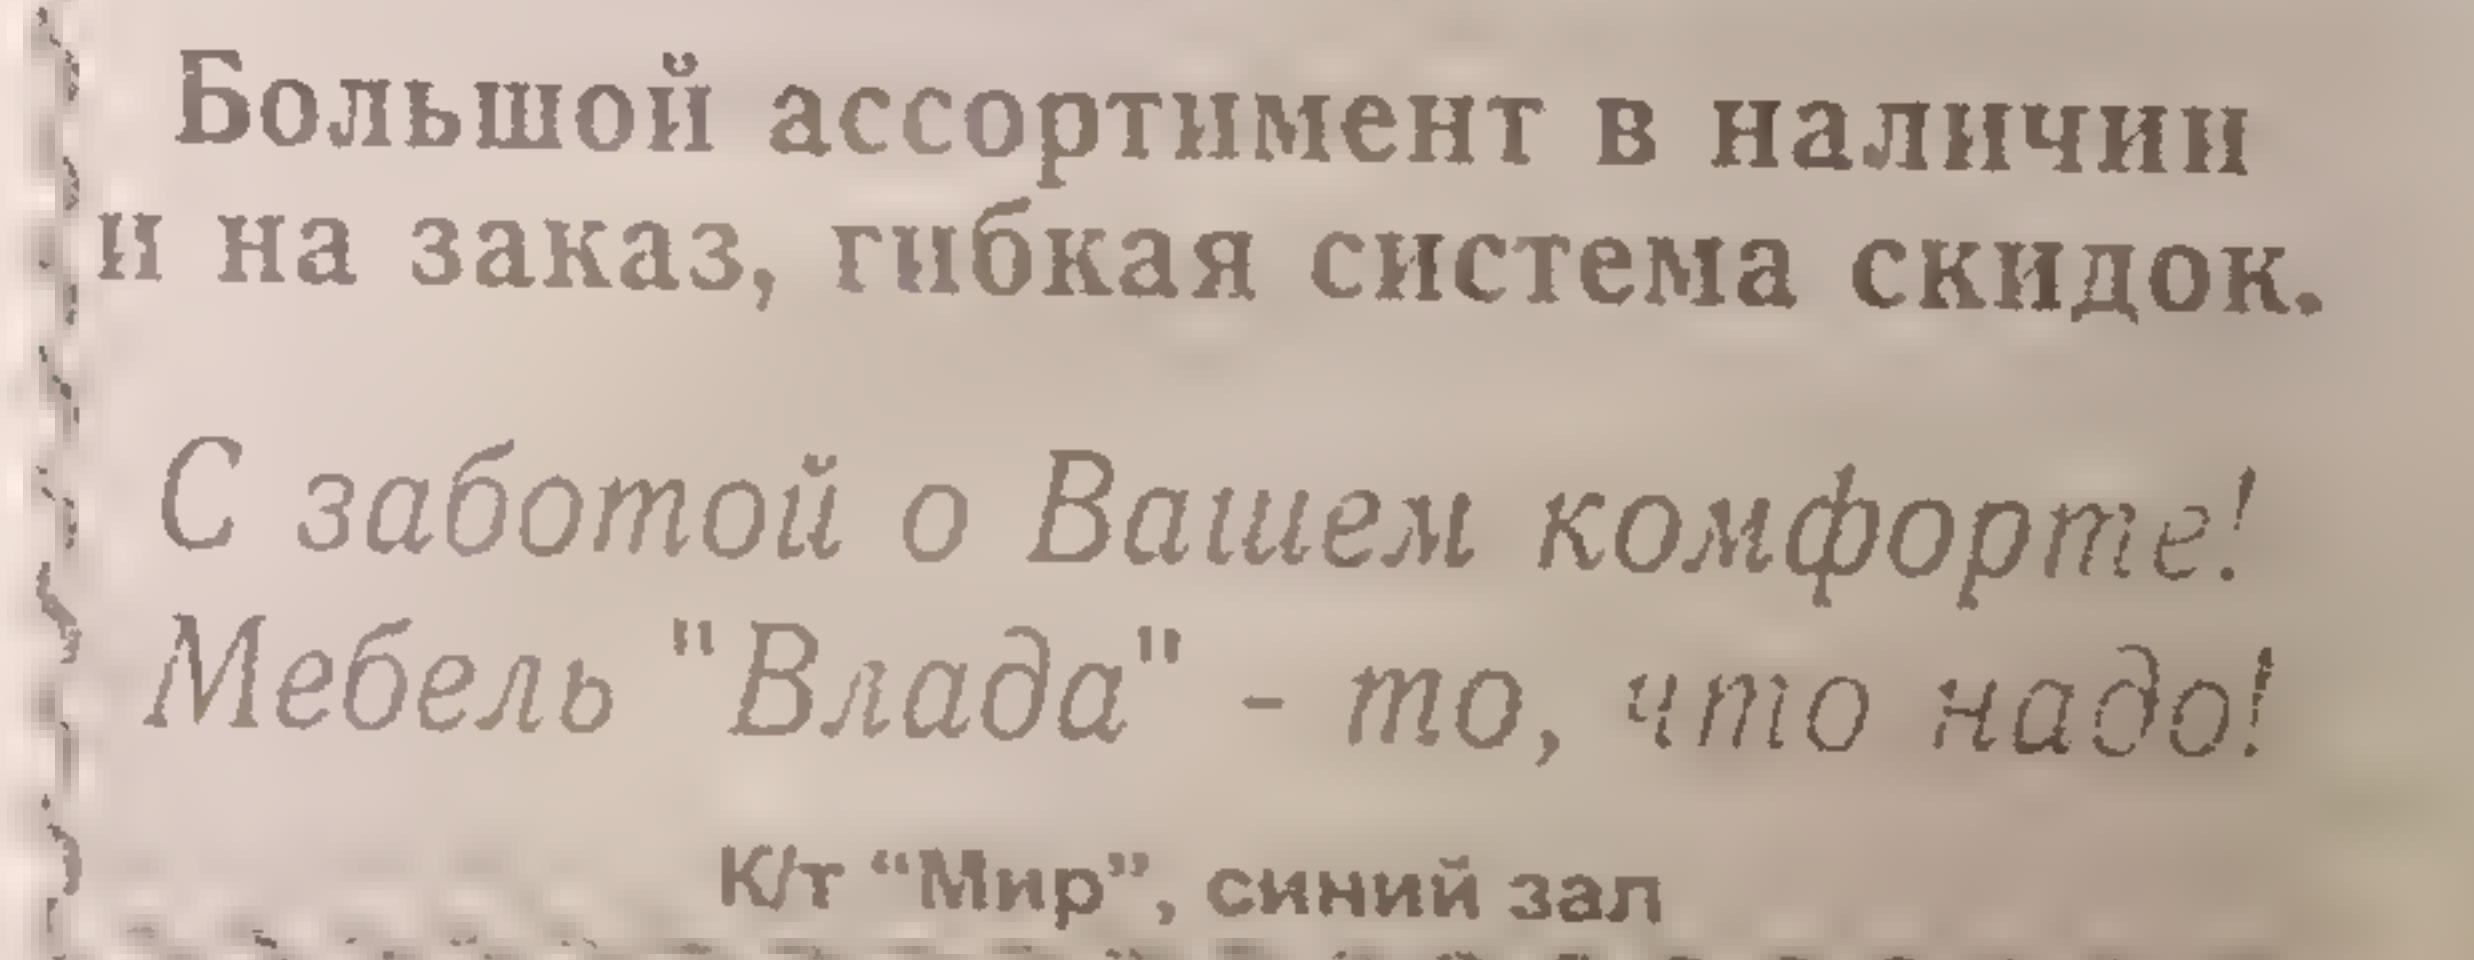 Большой ассортимент в наличии
и на заказ, гибкая система скидок.
С заботой о Вашем комфорте!
Мебель "Влада" - то, что надо!
К/т “Мир”, синий зал